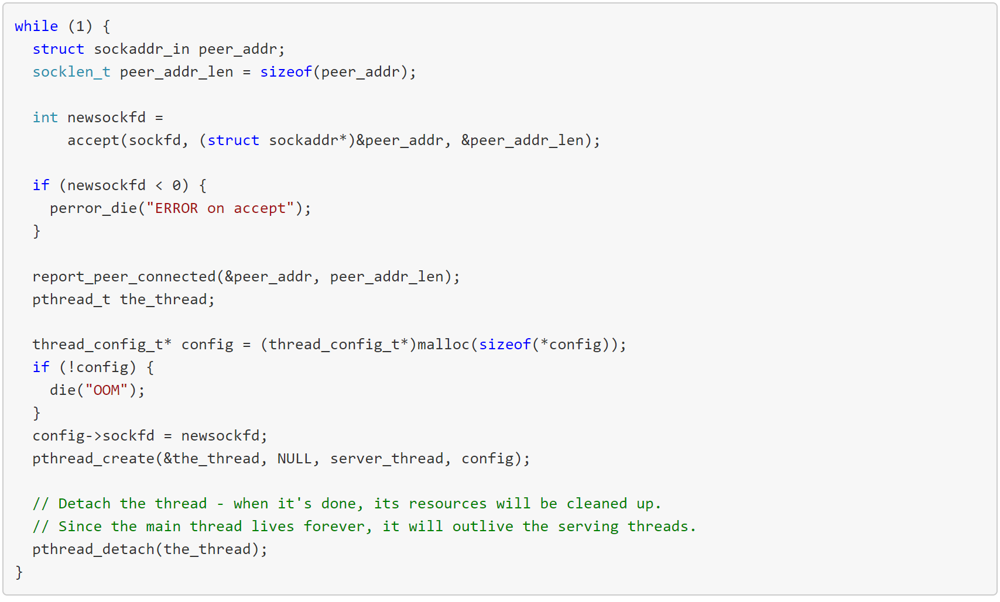 while (1) {
  struct sockaddr_in peer_addr;
  socklen_t peer_addr_len = sizeof(peer_addr);

  int newsockfd =
      accept(sockfd, (struct sockaddr*)&peer_addr, &peer_addr_len);

  if (newsockfd < 0) {
    perror_die("ERROR on accept");
  }

  report_peer_connected(&peer_addr, peer_addr_len);
  pthread_t the_thread;

  thread_config_t* config = (thread_config_t*)malloc(sizeof(*config));
  if (!config) {
    die("OOM");
  }
  config->sockfd = newsockfd;
  pthread_create(&the_thread, NULL, server_thread, config);

  // Detach the thread - when it's done, its resources will be cleaned up.
  // Since the main thread lives forever, it will outlive the serving threads.
  pthread_detach(the_thread);
}